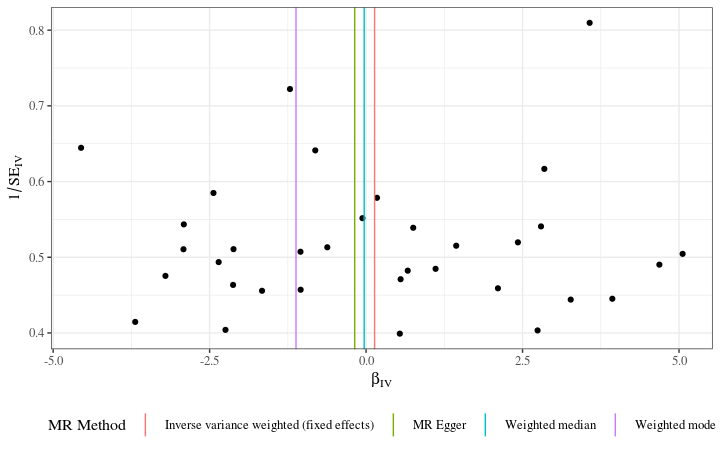 0.8
0.7
0.6
0.5
0.4
1/SE_IV
-5.0 -2.5 0.0 2.5 5.0
β_IV
MR Method Inverse variance weighted (fixed effects) MR Egger Weighted median Weighted mode